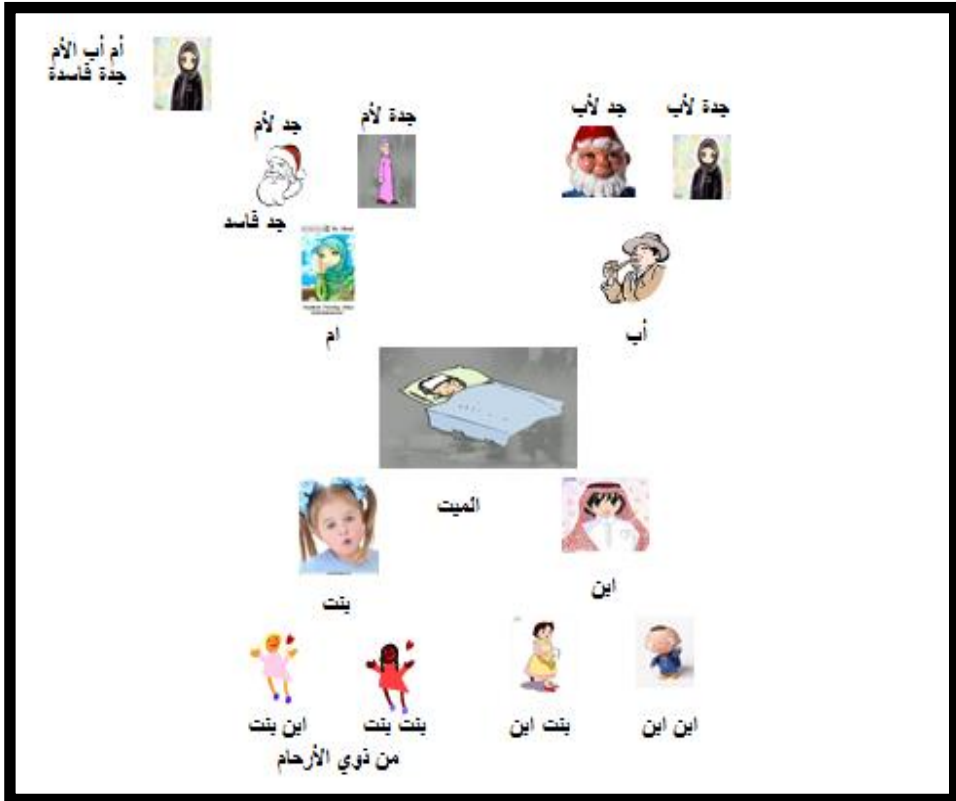 أم أب الأم
جدة فاسدة
جدة لأب
جد لأب
جدة لأم
جد لأم
جد فاسد
أب
ام
الميت
ابن
بنت
ابن ابن
بنت ابن
بنت بنت
ابن بنت
من ذوي الأرحام